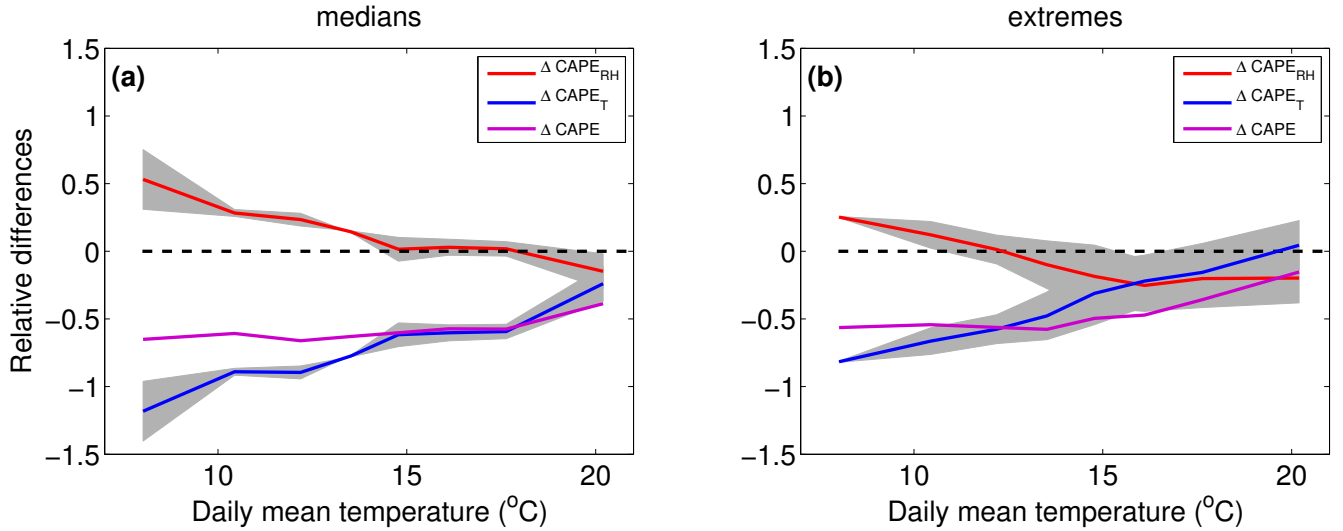 medians
1.5
1
0.5
0
−0.5
−1
−1.5
10
15
20
Relative differences
Daily mean temperature (°C)
(a)
Δ CAPE_RH
Δ CAPE_T
Δ CAPE
extremes
1.5
1
0.5
0
−0.5
−1
−1.5
10
15
20
Daily mean temperature (°C)
(b)
Δ CAPE_RH
Δ CAPE_T
Δ CAPE